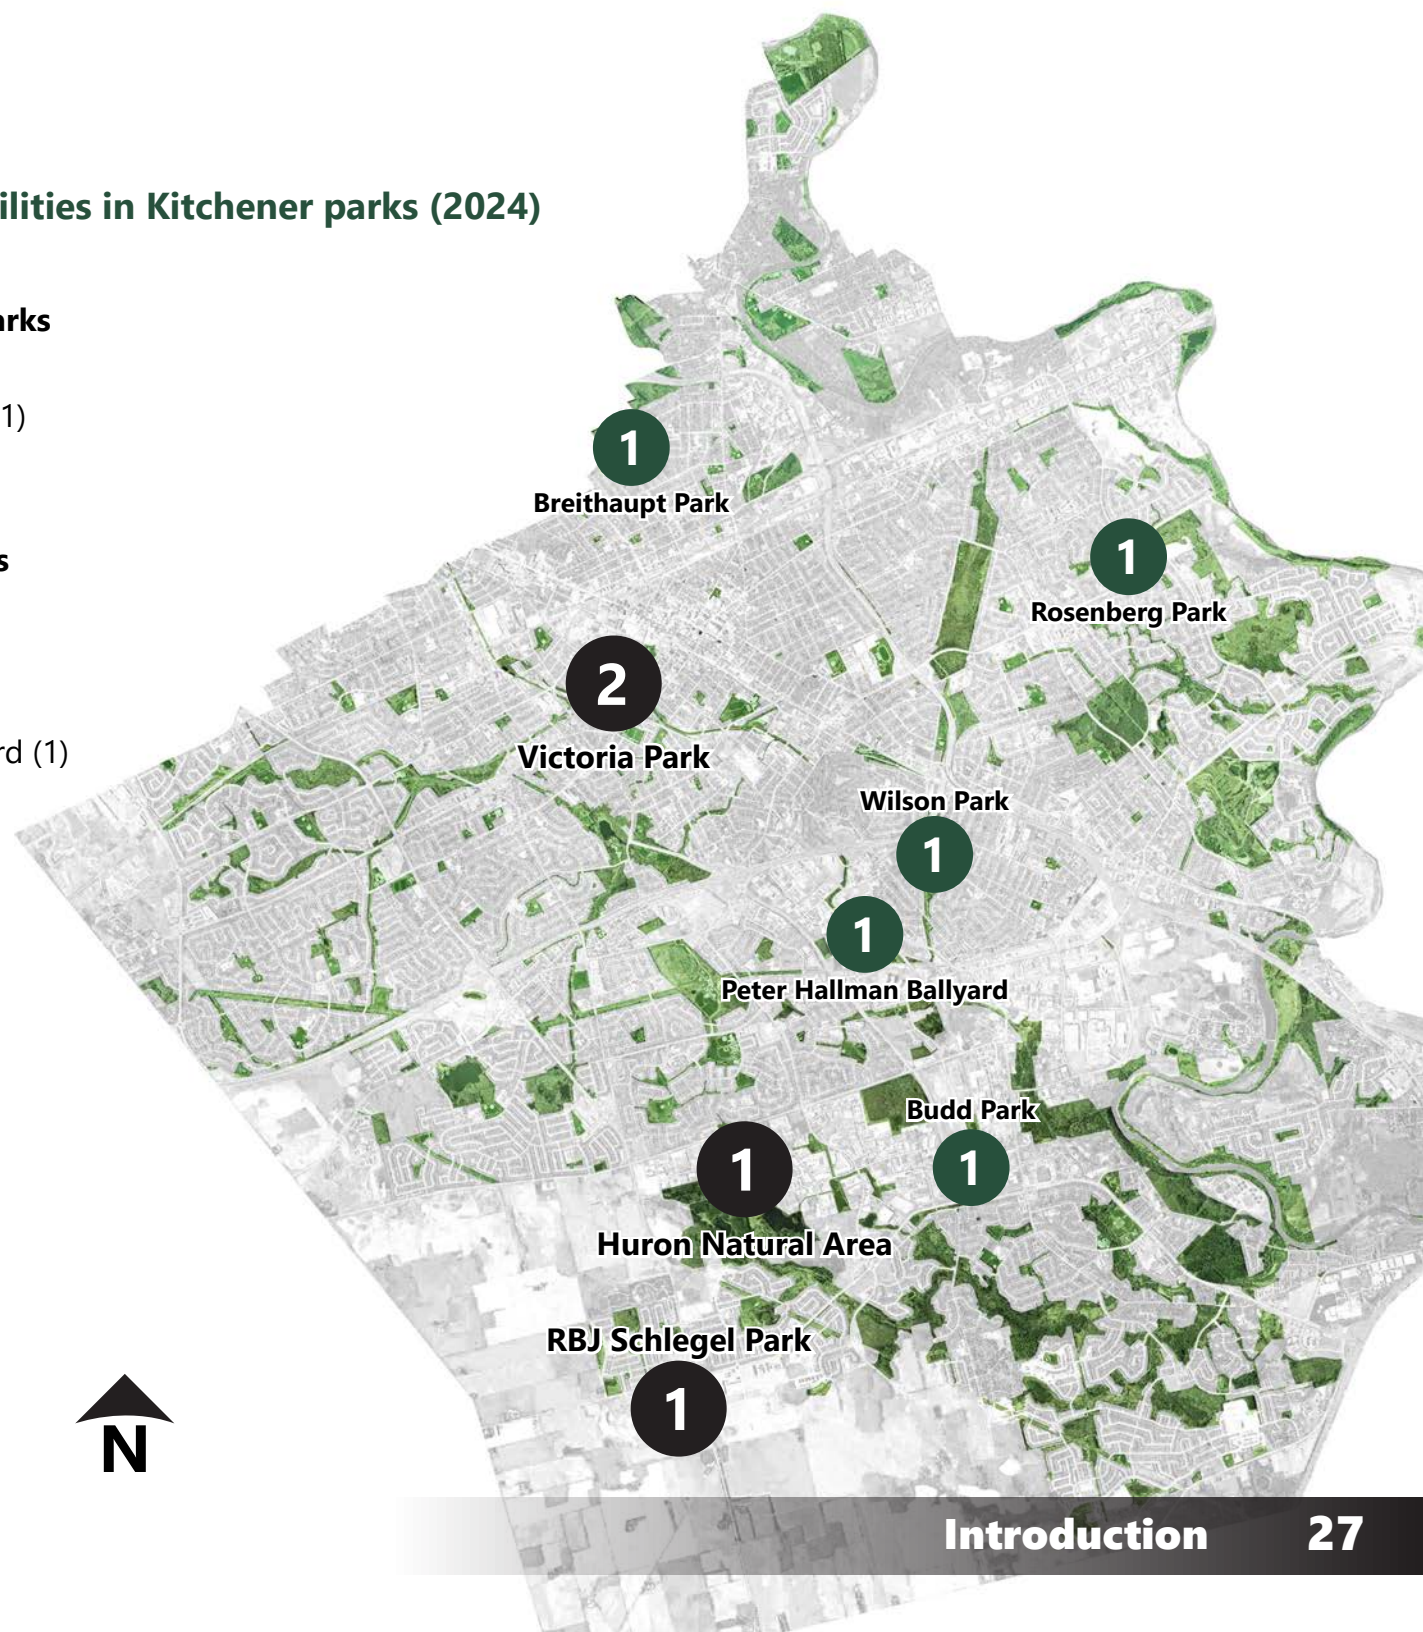 ilities in Kitchener parks (2024)
arks
1)
s
rd (1)
1
Breithaupt Park
1
Rosenberg Park
2
Victoria Park
Wilson Park
1
1
Peter Hallman Ballyard
Budd Park
1
1
Huron Natural Area
RBJ Schlegel Park
1
N
Introduction 27